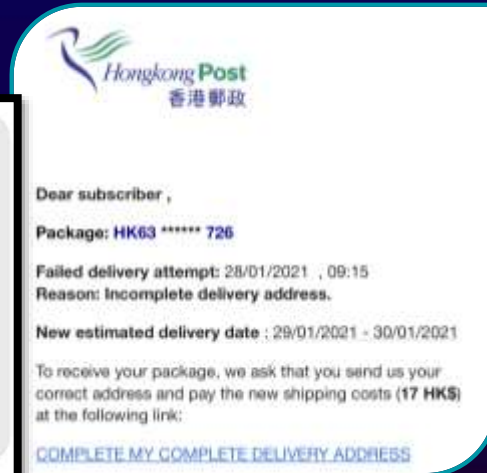 Hongkong Post
香港郵政
Dear subscriber ,
Package: HK63 ****** 726
Failed delivery attempt: 28/01/2021 , 09:15
Reason: Incomplete delivery address.
New estimated delivery date : 29/01/2021 - 30/01/2021
To receive your package, we ask that you send us your
correct address and pay the new shipping costs (17 HK$)
at the following link:
COMPLETE MY COMPLETE DELIVERY ADDRESS